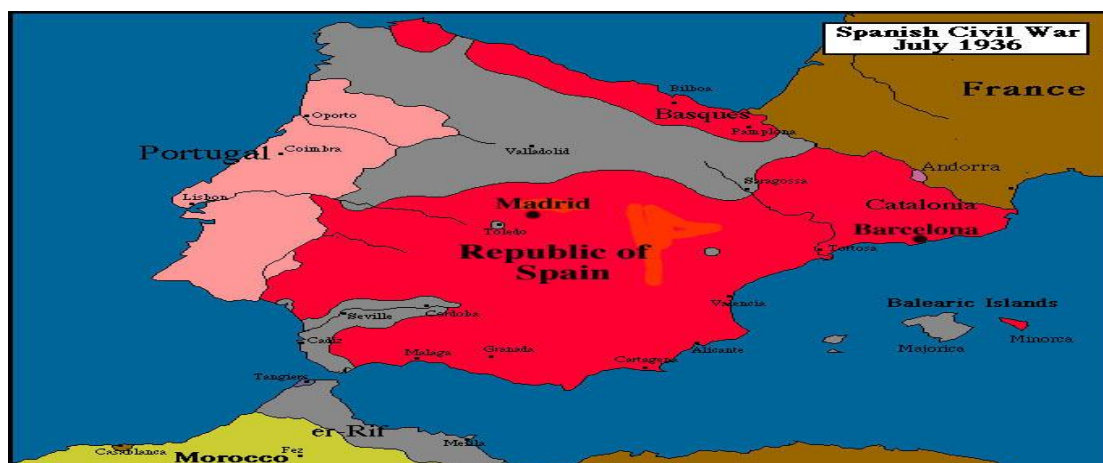 Spanish Civil War
July 1936
France
Bilboa
Basques
Pamplona
Oporto
Portugal
Coimbra
Valladolid
Andorra
Saragossa
Lisbon
Catalonia
Madrid
Barcelona
Toledo
Tortosa
Republic of
Spain
Valencia
Balearic Islands
Seville
Cordoba
Cadiz
Majorica
Minorca
Malaga
Granada
Cartagena
Alicante
Tangiers
er-Rif
Melilla
Casablanca
Morocco
Fez